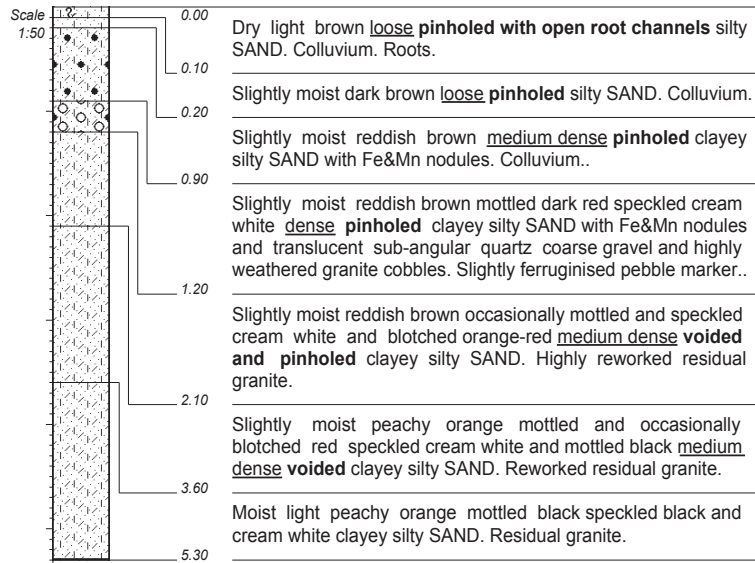 Scale
1:50
?
0.00
Dry light brown loose pinholed with open root channels silty
SAND. Colluvium. Roots.
0.10
Slightly moist dark brown loose pinholed silty SAND. Colluvium.
0.20
Slightly moist reddish brown medium dense pinholed clayey
silty SAND with Fe&Mn nodules. Colluvium..
0.90
Slightly moist reddish brown mottled dark red speckled cream
white dense pinholed clayey silty SAND with Fe&Mn nodules
and translucent sub-angular quartz coarse gravel and highly
weathered granite cobbles. Slightly ferruginised pebble marker..
1.20
Slightly moist reddish brown occasionally mottled and speckled
cream white and blotched orange-red medium dense voided
and pinholed clayey silty SAND. Highly reworked residual
granite.
2.10
Slightly moist peachy orange mottled and occasionally
blotched red speckled cream white and mottled black medium
dense voided clayey silty SAND. Reworked residual granite.
3.60
Moist light peachy orange mottled black speckled black and
cream white clayey silty SAND. Residual granite.
5.30